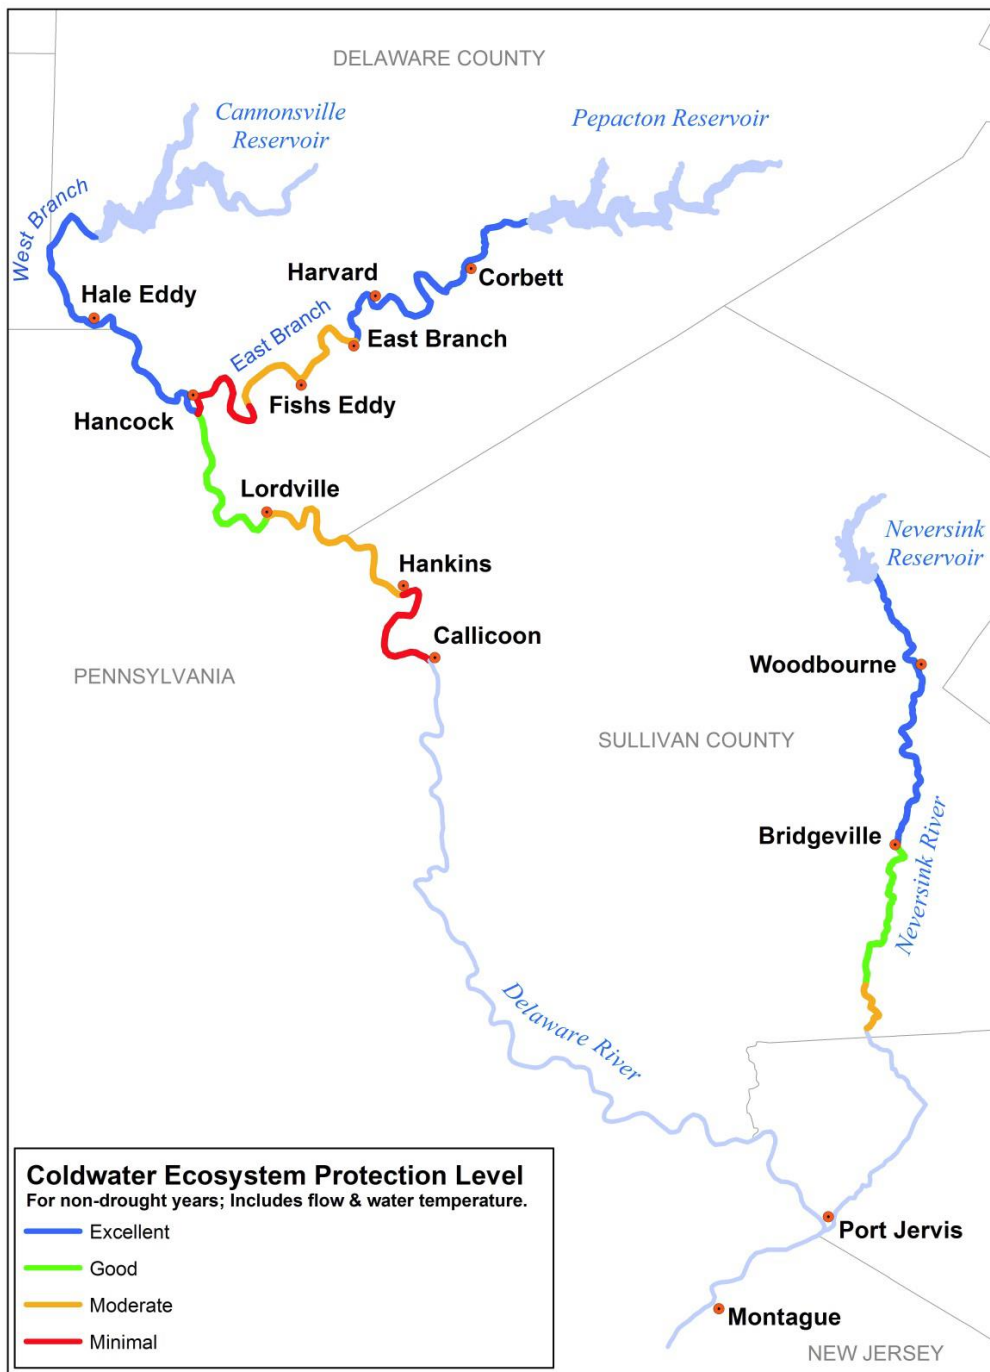 DELAWARE COUNTY
Cannonsville
Reservoir
Pepacton Reservoir
West Branch
Harvard
Corbett
Hale Eddy
East Branch
East Branch
Fishs Eddy
Hancock
Lordville
Neversink
Reservoir
Hankins
Callicoon
Woodbourne
PENNSYLVANIA
SULLIVAN COUNTY
Bridgeville
Neversink River
Delaware River
Coldwater Ecosystem Protection Level
For non-drought years; Includes flow & water temperature.
Excellent
Good
Moderate
Minimal
Port Jervis
Montague
NEW JERSEY